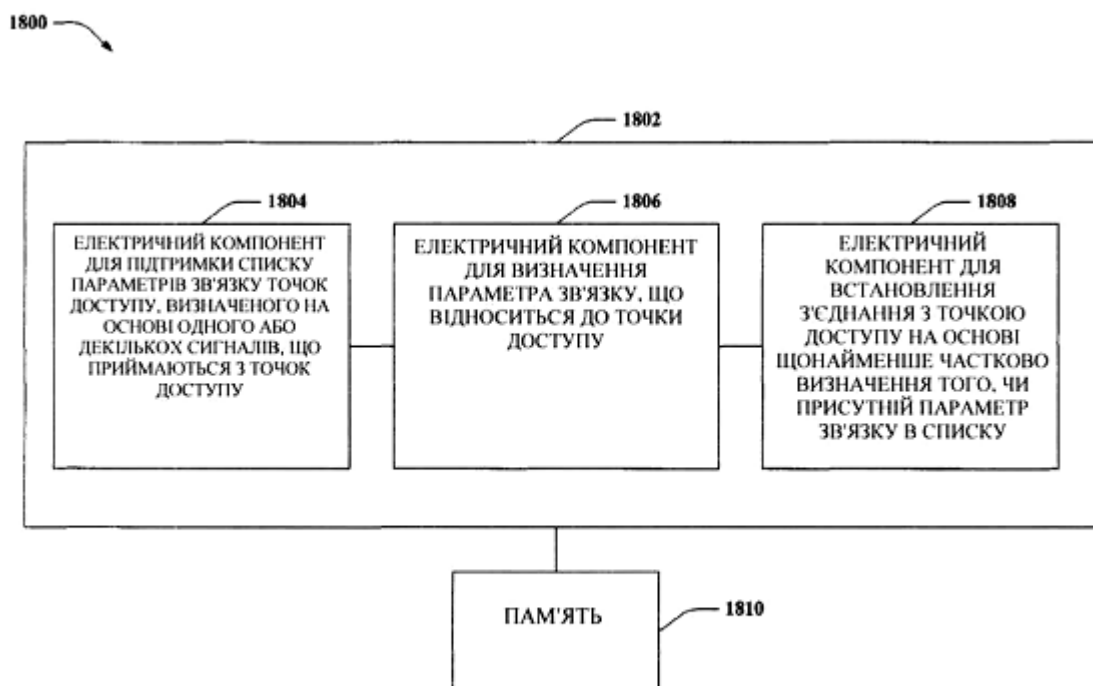 1800
1802
1804
ЕЛЕКТРИЧНИЙ КОМПОНЕНТ
ДЛЯ ПІДТРИМКИ СПИСКУ
ПАРАМЕТРІВ ЗВ'ЯЗКУ ТОЧОК
ДОСТУПУ, ВИЗНАЧЕНОГО НА
ОСНОВІ ОДНОГО АБО
ДЕКІЛЬКОХ СИГНАЛІВ, ЩО
ПРИЙМАЮТЬСЯ З ТОЧОК
ДОСТУПУ
1806
ЕЛЕКТРИЧНИЙ КОМПОНЕНТ
ДЛЯ ВИЗНАЧЕННЯ
ПАРАМЕТРА ЗВ'ЯЗКУ, ЩО
ВІДНОСИТЬСЯ ДО ТОЧКИ
ДОСТУПУ
1808
ЕЛЕКТРИЧНИЙ
КОМПОНЕНТ ДЛЯ
ВСТАНОВЛЕННЯ
З'ЄДНАННЯ З ТОЧКОЮ
ДОСТУПУ НА ОСНОВІ
ЩОНАЙМЕНШЕ ЧАСТКОВО
ВИЗНАЧЕННЯ ТОГО, ЧИ
ПРИСУТНІЙ ПАРАМЕТР
ЗВ'ЯЗКУ В СПИСКУ
ПАМ'ЯТЬ
1810